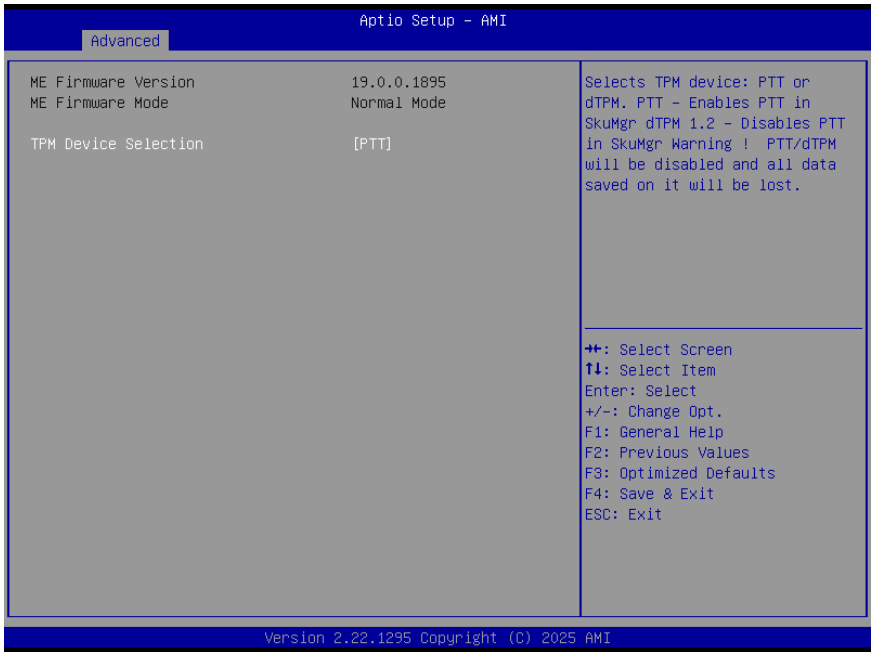 Aptio Setup – AMI
Advanced
ME Firmware Version 19.0.0.1895
ME Firmware Mode Normal Mode
TPM Device Selection [PTT]
Selects TPM device: PTT or
dTPM. PTT – Enables PTT in
SkuMgr dTPM 1.2 – Disables PTT
in SkuMgr Warning ! PTT/dTPM
will be disabled and all data
saved on it will be lost.
→←: Select Screen
↑↓: Select Item
Enter: Select
+/–: Change Opt.
F1: General Help
F2: Previous Values
F3: Optimized Defaults
F4: Save & Exit
ESC: Exit
Version 2.22.1295 Copyright (C) 2025 AMI